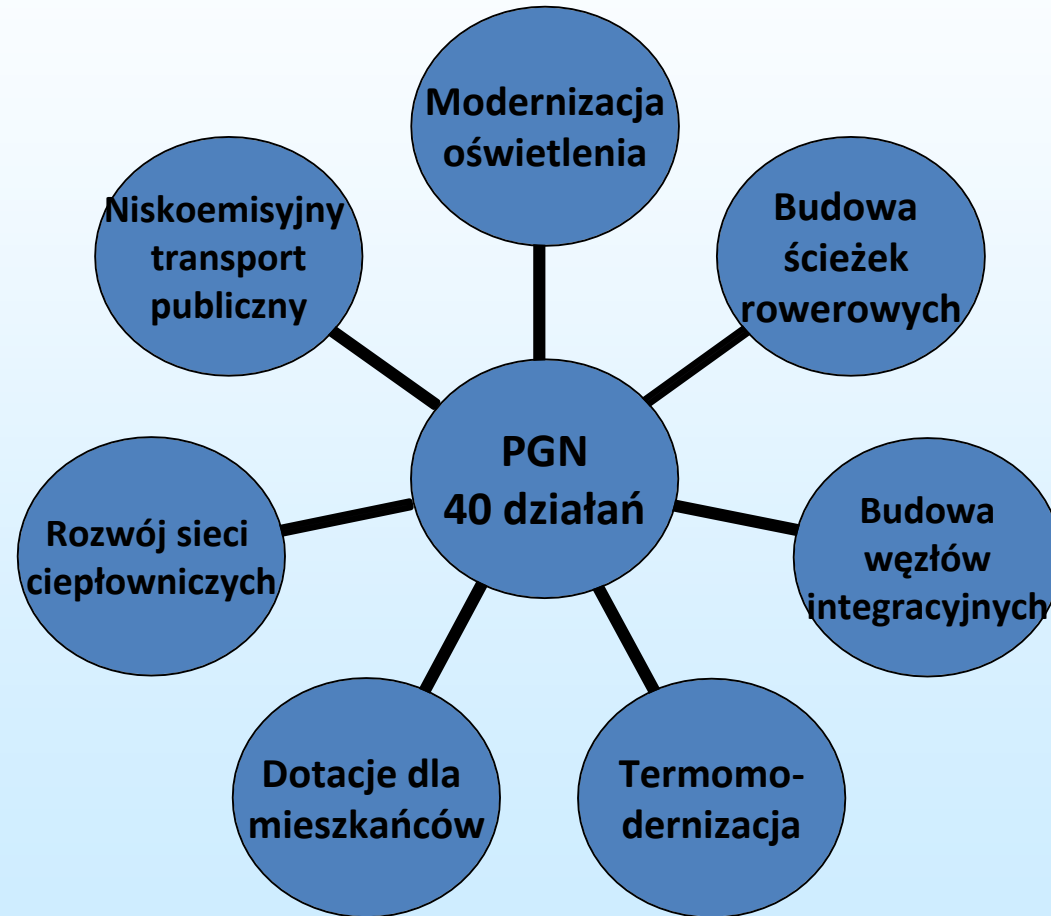 Modernizacja
oświetlenia
Niskoemisyjny
transport
publiczny
Budowa
ścieżek
rowerowych
PGN
40 działań
Rozwój sieci
ciepłowniczych
Budowa
węzłów
integracyjnych
Dotacje dla
mieszkańców
Termomo-
dernizacja